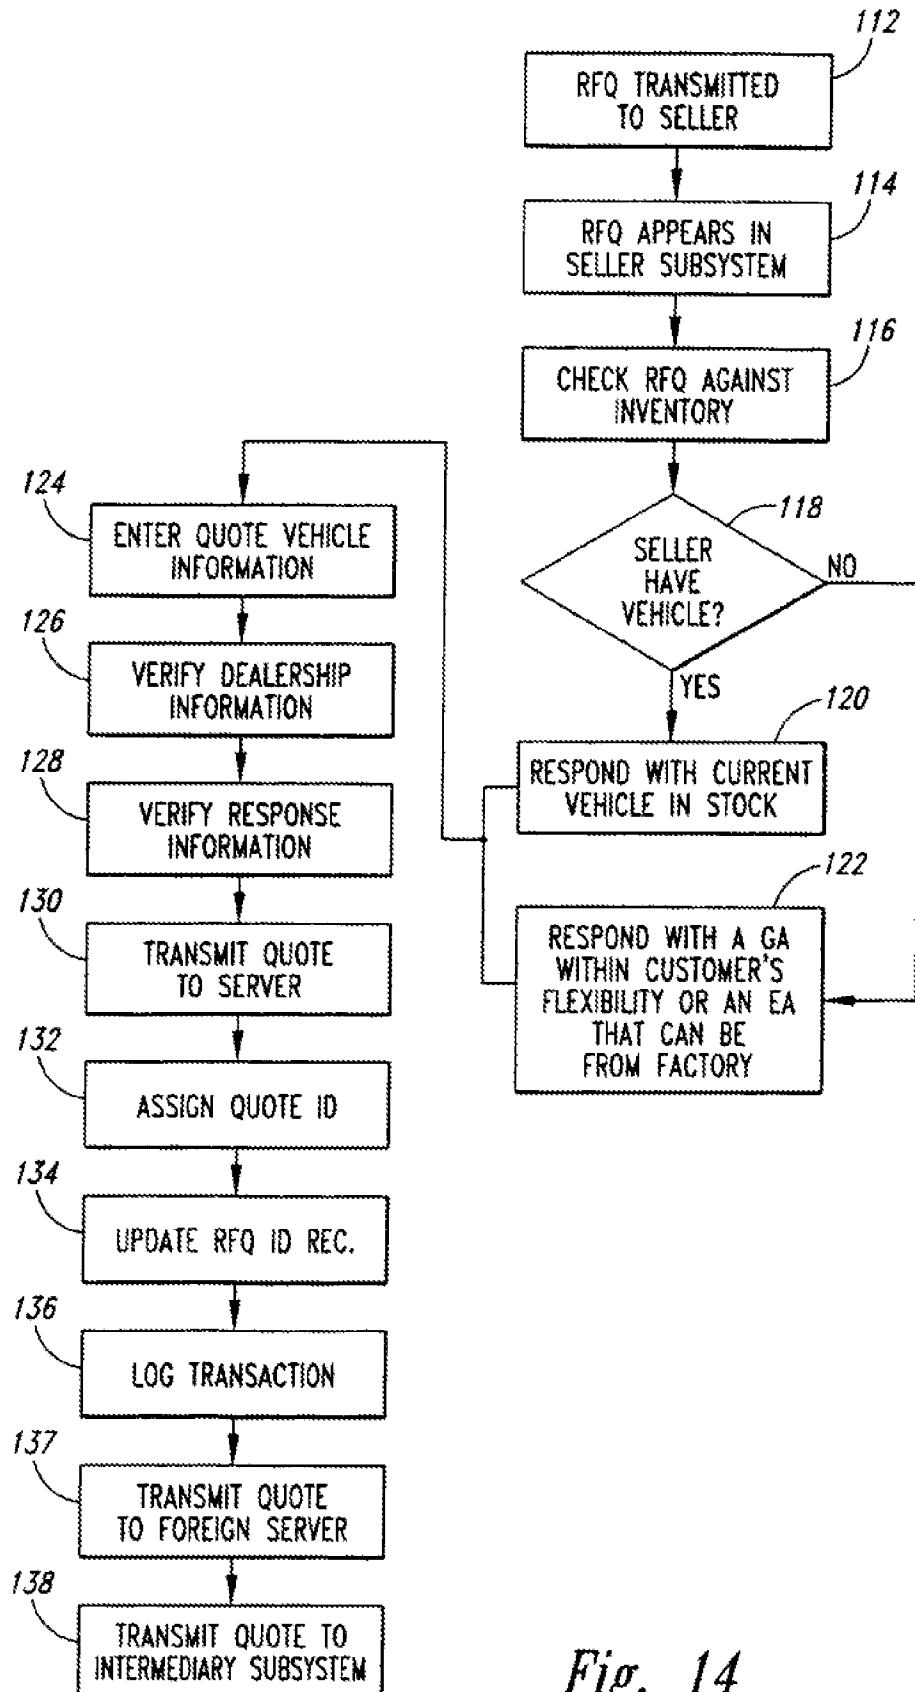 112
RFQ TRANSMITTED
TO SELLER
114
RFQ APPEARS IN
SELLER SUBSYSTEM
116
CHECK RFQ AGAINST
INVENTORY
118
SELLER
HAVE
VEHICLE?
NO
YES
120
RESPOND WITH CURRENT
VEHICLE IN STOCK
122
RESPOND WITH A GA
WITHIN CUSTOMER'S
FLEXIBILITY OR AN EA
THAT CAN BE
FROM FACTORY
124
ENTER QUOTE VEHICLE
INFORMATION
126
VERIFY DEALERSHIP
INFORMATION
128
VERIFY RESPONSE
INFORMATION
130
TRANSMIT QUOTE
TO SERVER
132
ASSIGN QUOTE ID
134
UPDATE RFQ ID REC.
136
LOG TRANSACTION
137
TRANSMIT QUOTE
TO FOREIGN SERVER
138
TRANSMIT QUOTE TO
INTERMEDIARY SUBSYSTEM
Fig. 14